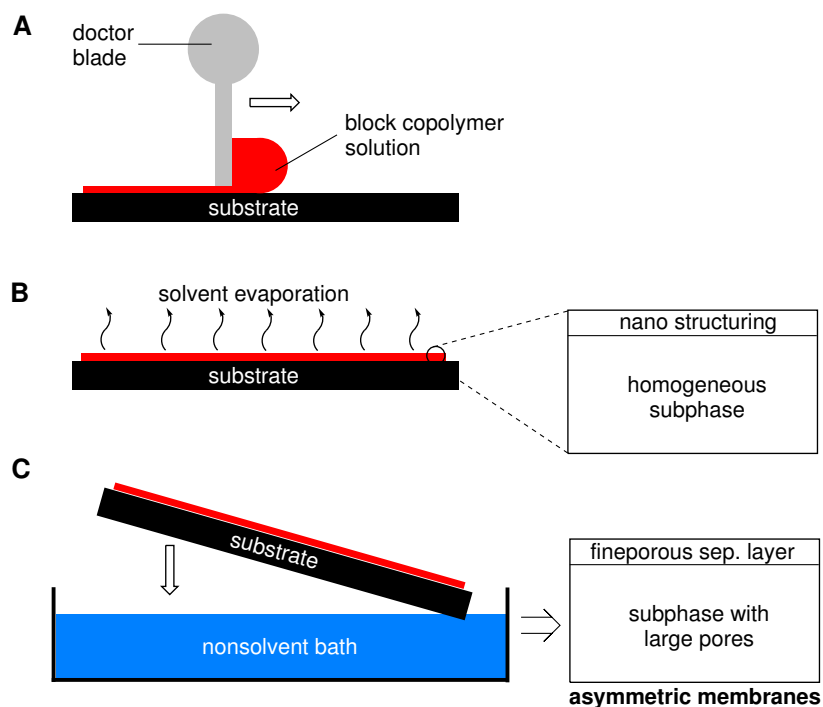 A
doctor
blade
block copolymer
solution
substrate
B
solvent evaporation
substrate
nano structuring
homogeneous
subphase
C
substrate
nonsolvent bath
fineporous sep. layer
subphase with
large pores
asymmetric membranes